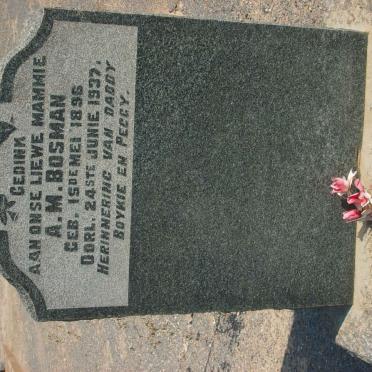 GEDINK
AAN ONSE LIEWE MAMMIE
A.M. BOSMAN
GEB. 15DE MEI 1896
OORL. 24STE JUNIE 1937.
HERINNERING VAN DADDY
BOYKIE EN PEGGY.